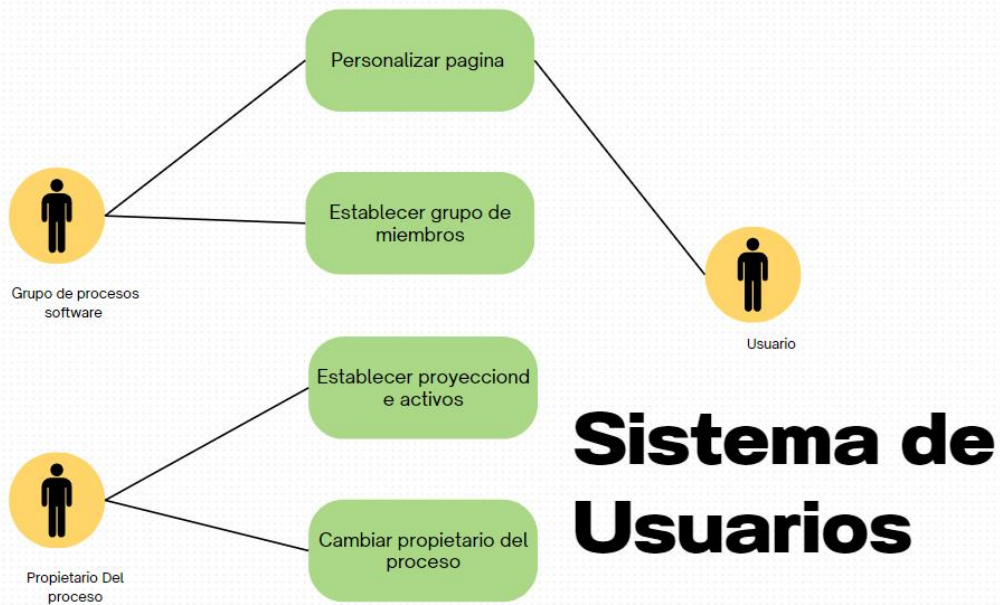 Personalizar pagina
Establecer grupo de
miembros
Grupo de procesos
software
Usuario
Establecer proyecciond
e activos
Sistema de
Usuarios
Cambiar propietario del
proceso
Propietario Del
proceso